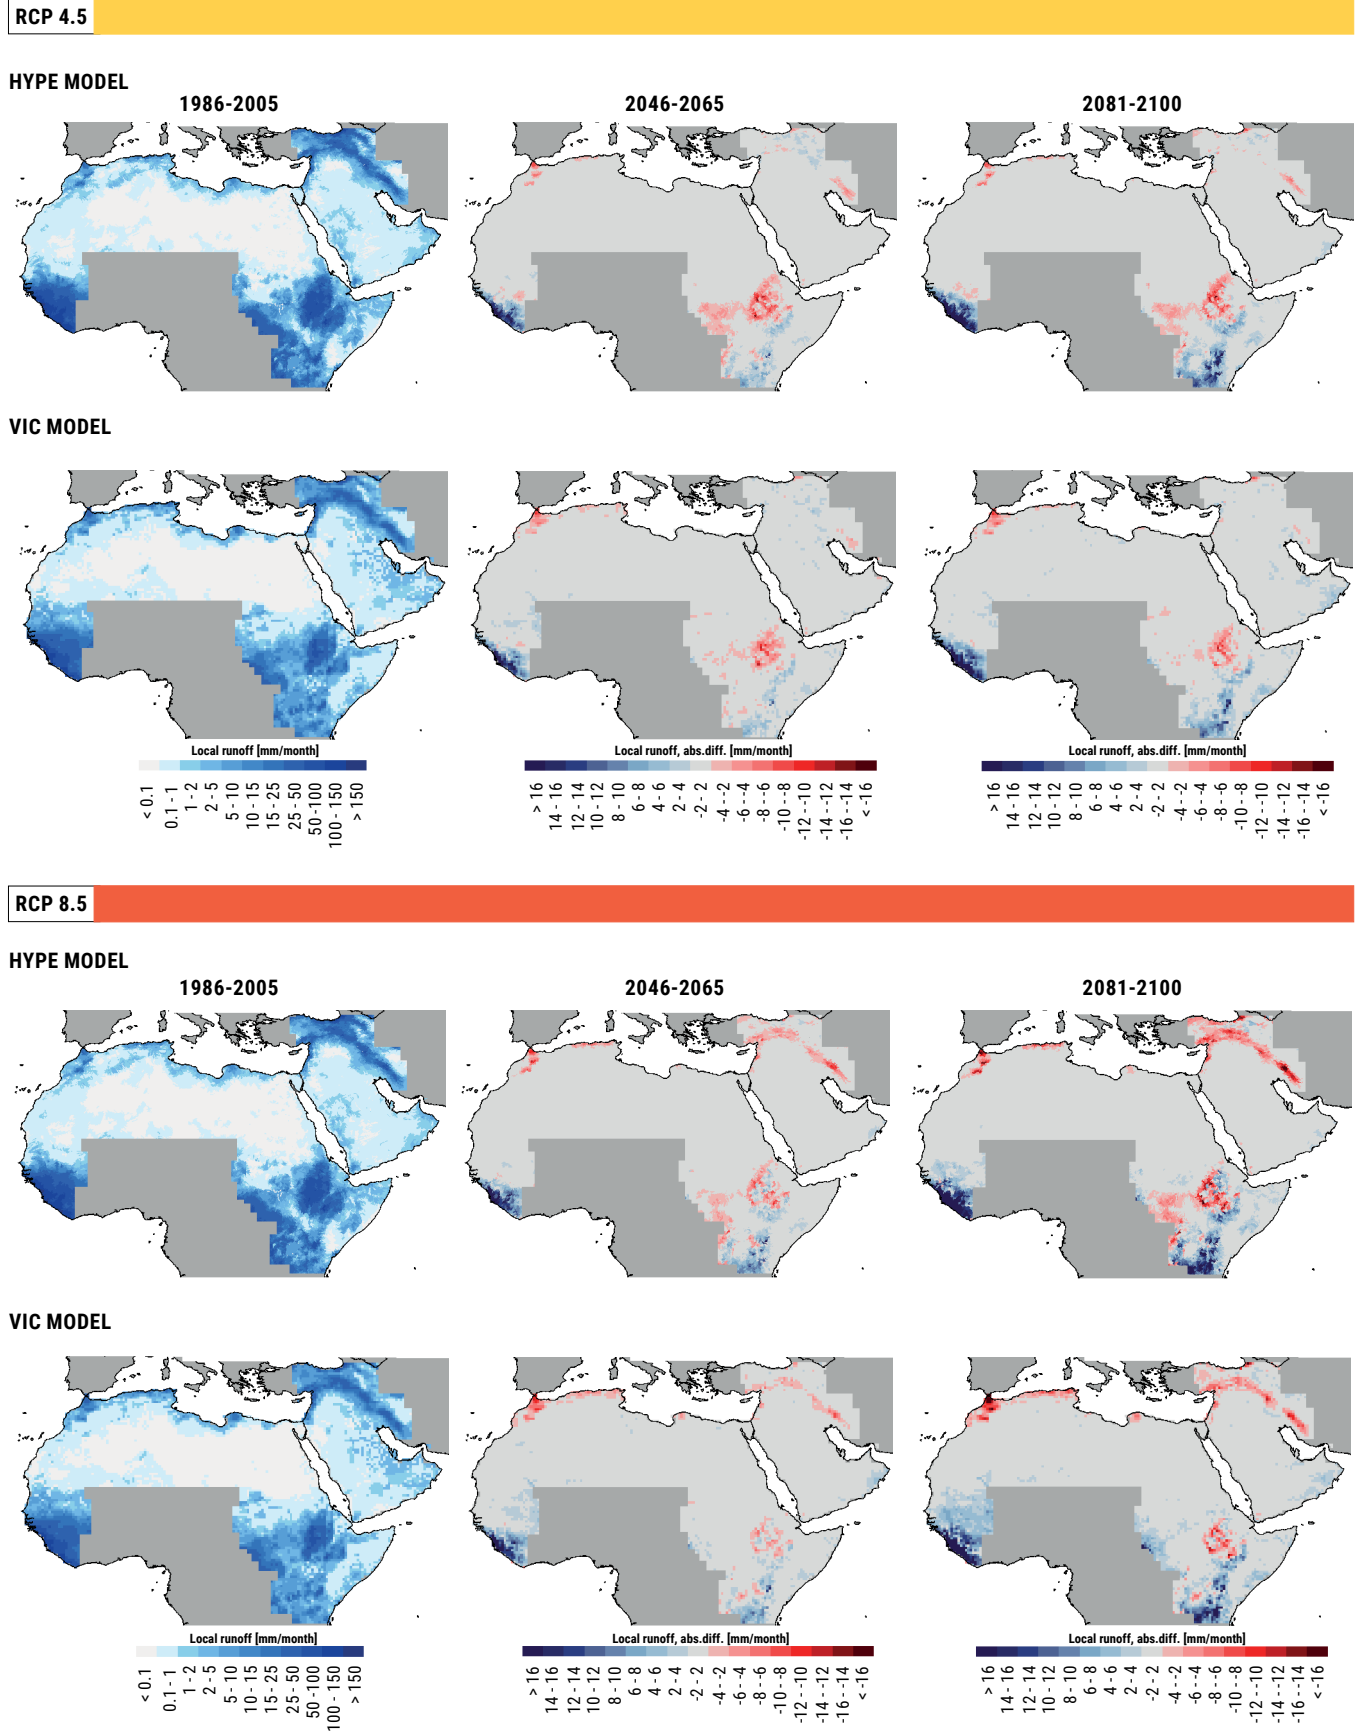 RCP 4.5
HYPE MODEL
1986-2005
2046-2065
2081-2100
VIC MODEL
Local runoff [mm/month]
< 0.1
0.1 - 1
1 - 2
2 - 5
5 - 10
10 - 15
15 - 25
25 - 50
50 -100
100 - 150
> 150
Local runoff, abs.diff. [mm/month]
> 16
14 - 16
12 - 14
10 - 12
8 - 10
6 - 8
4 - 6
2 - 4
-2 - 2
-4 - -2
-6 - -4
-8 - -6
-10 - -8
-12 - -10
-14 - -12
-16 - -14
< -16
Local runoff, abs.diff. [mm/month]
> 16
14 - 16
12 - 14
10 - 12
8 - 10
6 - 8
4 - 6
2 - 4
-2 - 2
-4 - -2
-6 - -4
-8 - -6
-10 - -8
-12 - -10
-14 - -12
-16 - -14
< -16
RCP 8.5
HYPE MODEL
1986-2005
2046-2065
2081-2100
VIC MODEL
Local runoff [mm/month]
< 0.1
0.1 - 1
1 - 2
2 - 5
5 - 10
10 - 15
15 - 25
25 - 50
50 -100
100 - 150
> 150
Local runoff, abs.diff. [mm/month]
> 16
14 - 16
12 - 14
10 - 12
8 - 10
6 - 8
4 - 6
2 - 4
-2 - 2
-4 - -2
-6 - -4
-8 - -6
-10 - -8
-12 - -10
-14 - -12
-16 - -14
< -16
Local runoff, abs.diff. [mm/month]
> 16
14 - 16
12 - 14
10 - 12
8 - 10
6 - 8
4 - 6
2 - 4
-2 - 2
-4 - -2
-6 - -4
-8 - -6
-10 - -8
-12 - -10
-14 - -12
-16 - -14
< -16